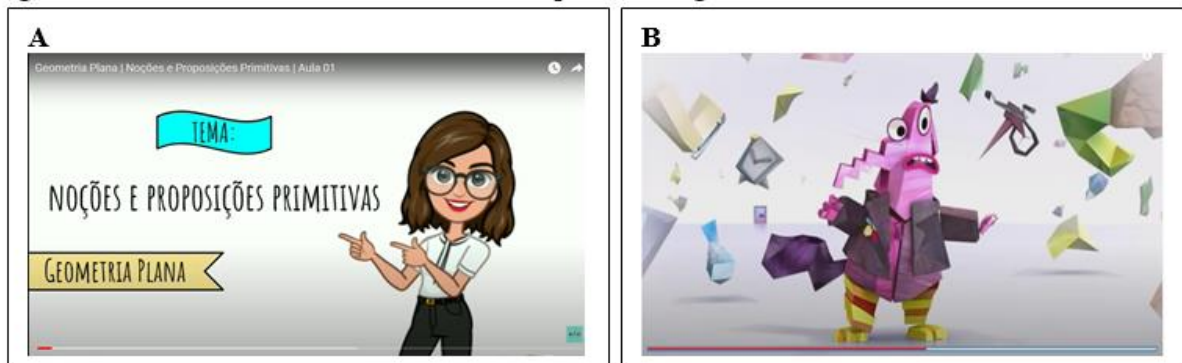 A
Geometria Plana | Noções e Proposições Primitivas | Aula 01
TEMA:
NOÇÕES E PROPOSIÇÕES PRIMITIVAS
GEOMETRIA PLANA
B